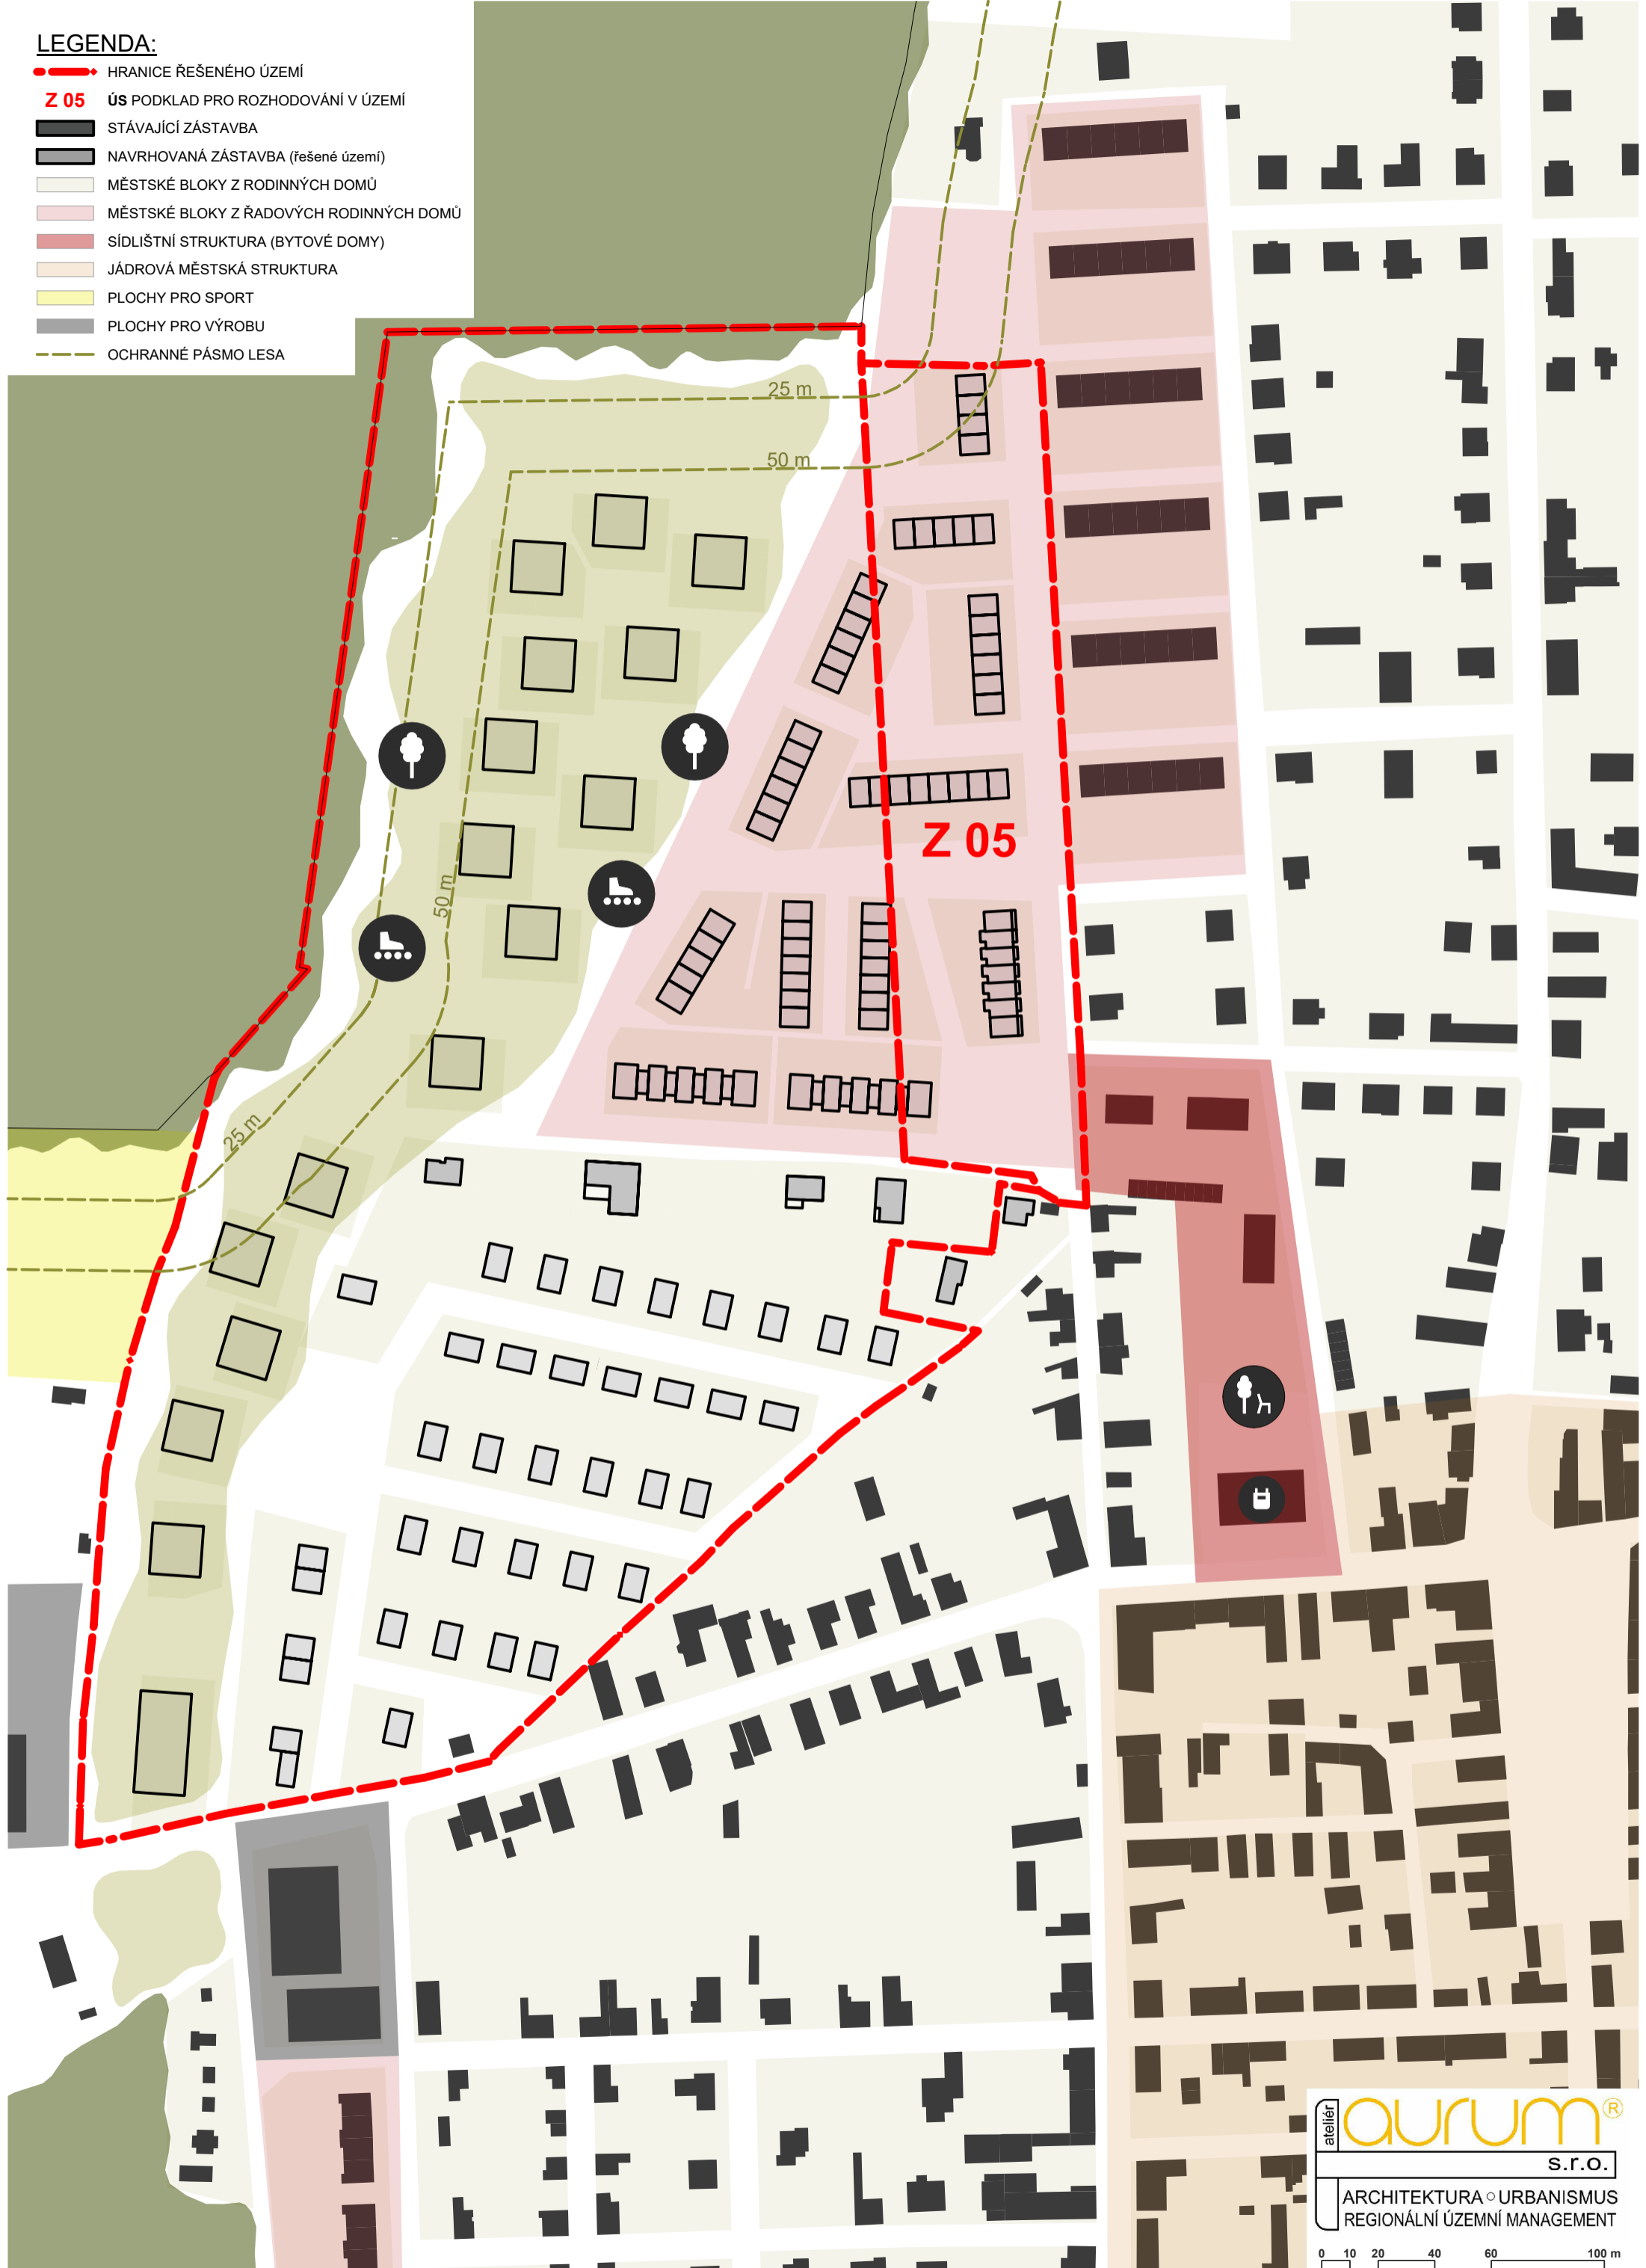 LEGENDA:
HRANICE ŘEŠENÉHO ÚZEMÍ
Z 05 ÚS PODKLAD PRO ROZHODOVÁNÍ V ÚZEMÍ
STÁVAJÍCÍ ZÁSTAVBA
NAVRHOVANÁ ZÁSTAVBA (řešené území)
MĚSTSKÉ BLOKY Z RODINNÝCH DOMŮ
MĚSTSKÉ BLOKY Z ŘADOVÝCH RODINNÝCH DOMŮ
SÍDLIŠTNÍ STRUKTURA (BYTOVÉ DOMY)
JÁDROVÁ MĚSTSKÁ STRUKTURA
PLOCHY PRO SPORT
PLOCHY PRO VÝROBU
OCHRANNÉ PÁSMO LESA
25 m
50 m
Z 05
50 m
25 m
ateliér aurum®
s.r.o.
ARCHITEKTURA○URBANISMUS
REGIONÁLNÍ ÚZEMNÍ MANAGEMENT
0 10 20 40 60 100 m